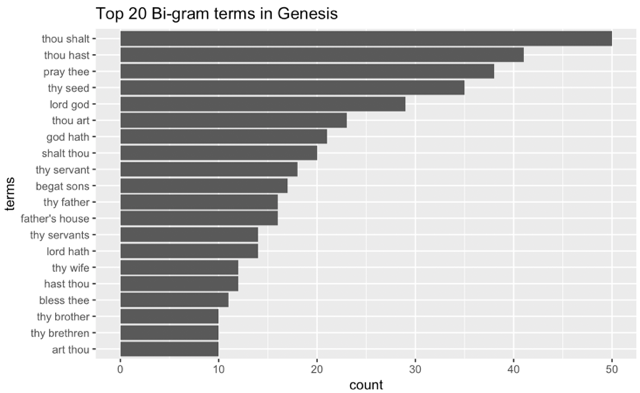 Top 20 Bi-gram terms in Genesis
thou shalt
thou hast
pray thee
thy seed
lord god
thou art
god hath
shalt thou
thy servant
begat sons
thy father
father's house
thy servants
lord hath
thy wife
hast thou
bless thee
thy brother
thy brethren
art thou
terms
0 10 20 30 40 50
count